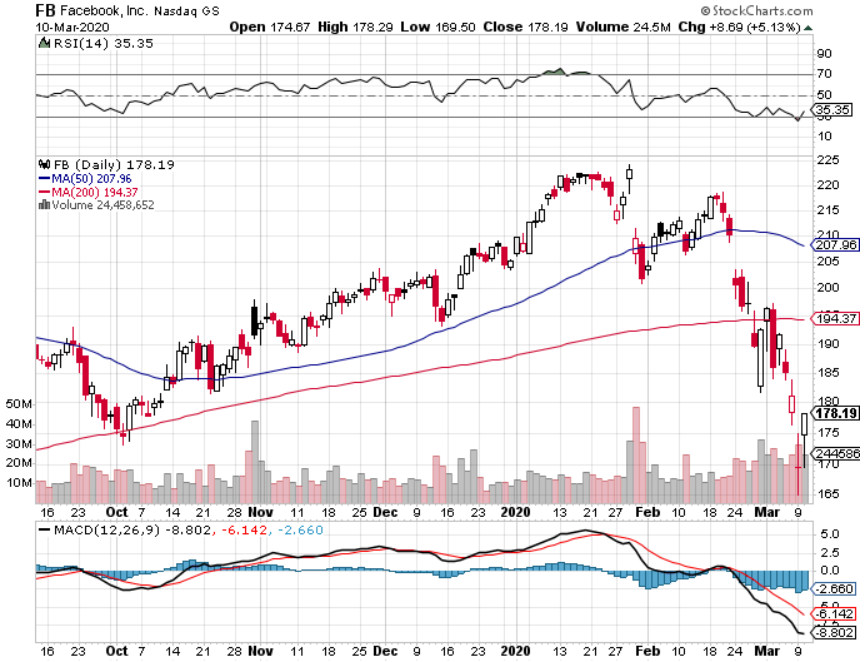 FB Facebook, Inc. Nasdaq GS
© StockCharts.com
10-Mar-2020
Open 174.67 High 178.29 Low 169.50 Close 178.19 Volume 24.5M Chg +8.69 (+5.13%)
RSI(14) 35.35
90
70
50
35.35
30
10
FB (Daily) 178.19
MA(50) 207.96
MA(200) 194.37
Volume 24,458,652
225
220
215
210
207.96
205
200
194.37
190
185
180
178.19
175
244586
170
165
50M
40M
30M
20M
10M
16 23 Oct 7 14 21 28 Nov 11 18 25 Dec 9 16 23 2020 13 21 27 Feb 10 18 24 Mar 9
MACD(12,26,9) -8.802, -6.142, -2.660
5.0
2.5
0.0
-2.660
-6.142
-8.802
16 23 Oct 7 14 21 28 Nov 11 18 25 Dec 9 16 23 2020 13 21 27 Feb 10 18 24 Mar 9